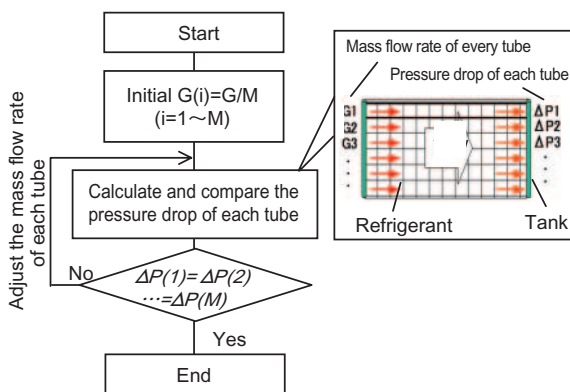 Start
Initial G(i)=G/M
(i=1～M)
Adjust the mass flow rate
of each tube
Calculate and compare the
pressure drop of each tube
No
ΔP(1)=ΔP(2)
…=ΔP(M)
Yes
End
Mass flow rate of every tube
Pressure drop of each tube
G1
ΔP1
G2
ΔP2
G3
ΔP3
Refrigerant
Tank